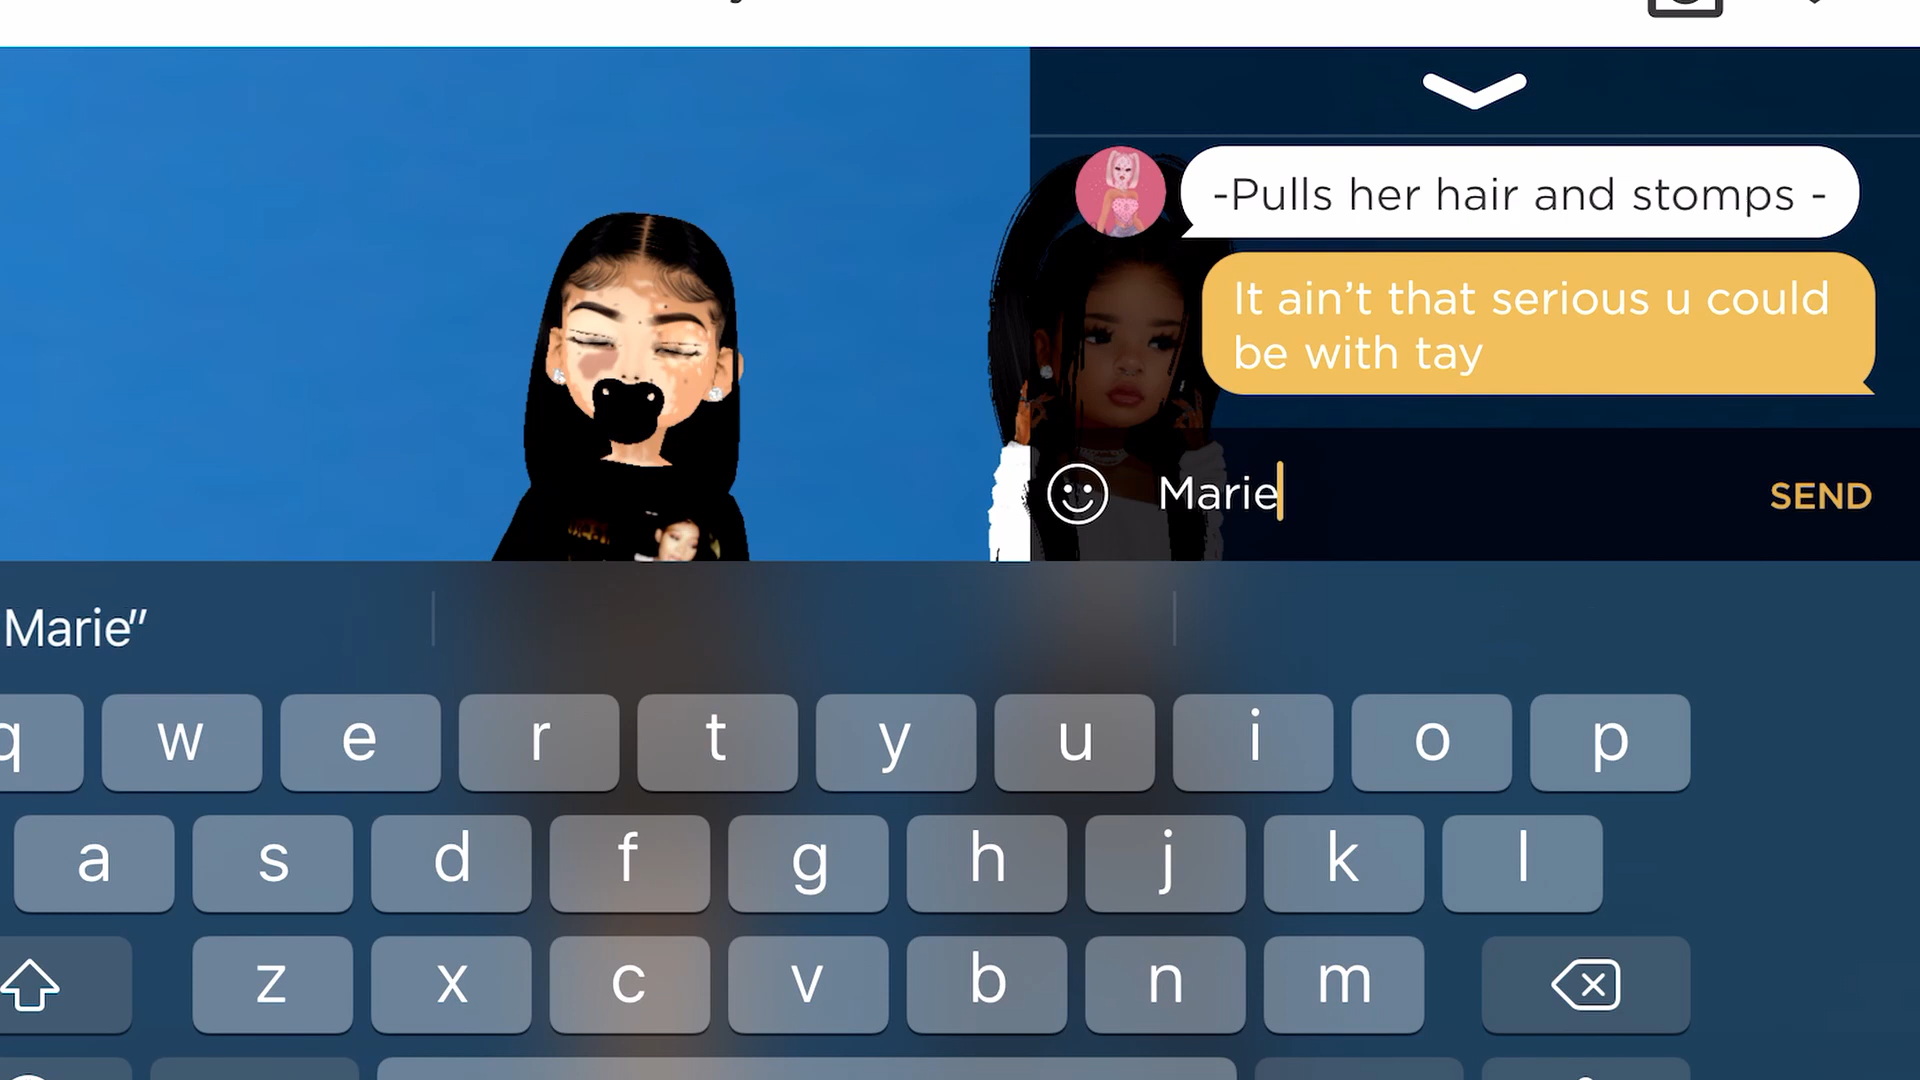 -Pulls her hair and stomps -
It ain't that serious u could
be with tay
Marie
SEND
Marie"
q w e r t y u i o p
a s d f g h j k l
z x c v b n m